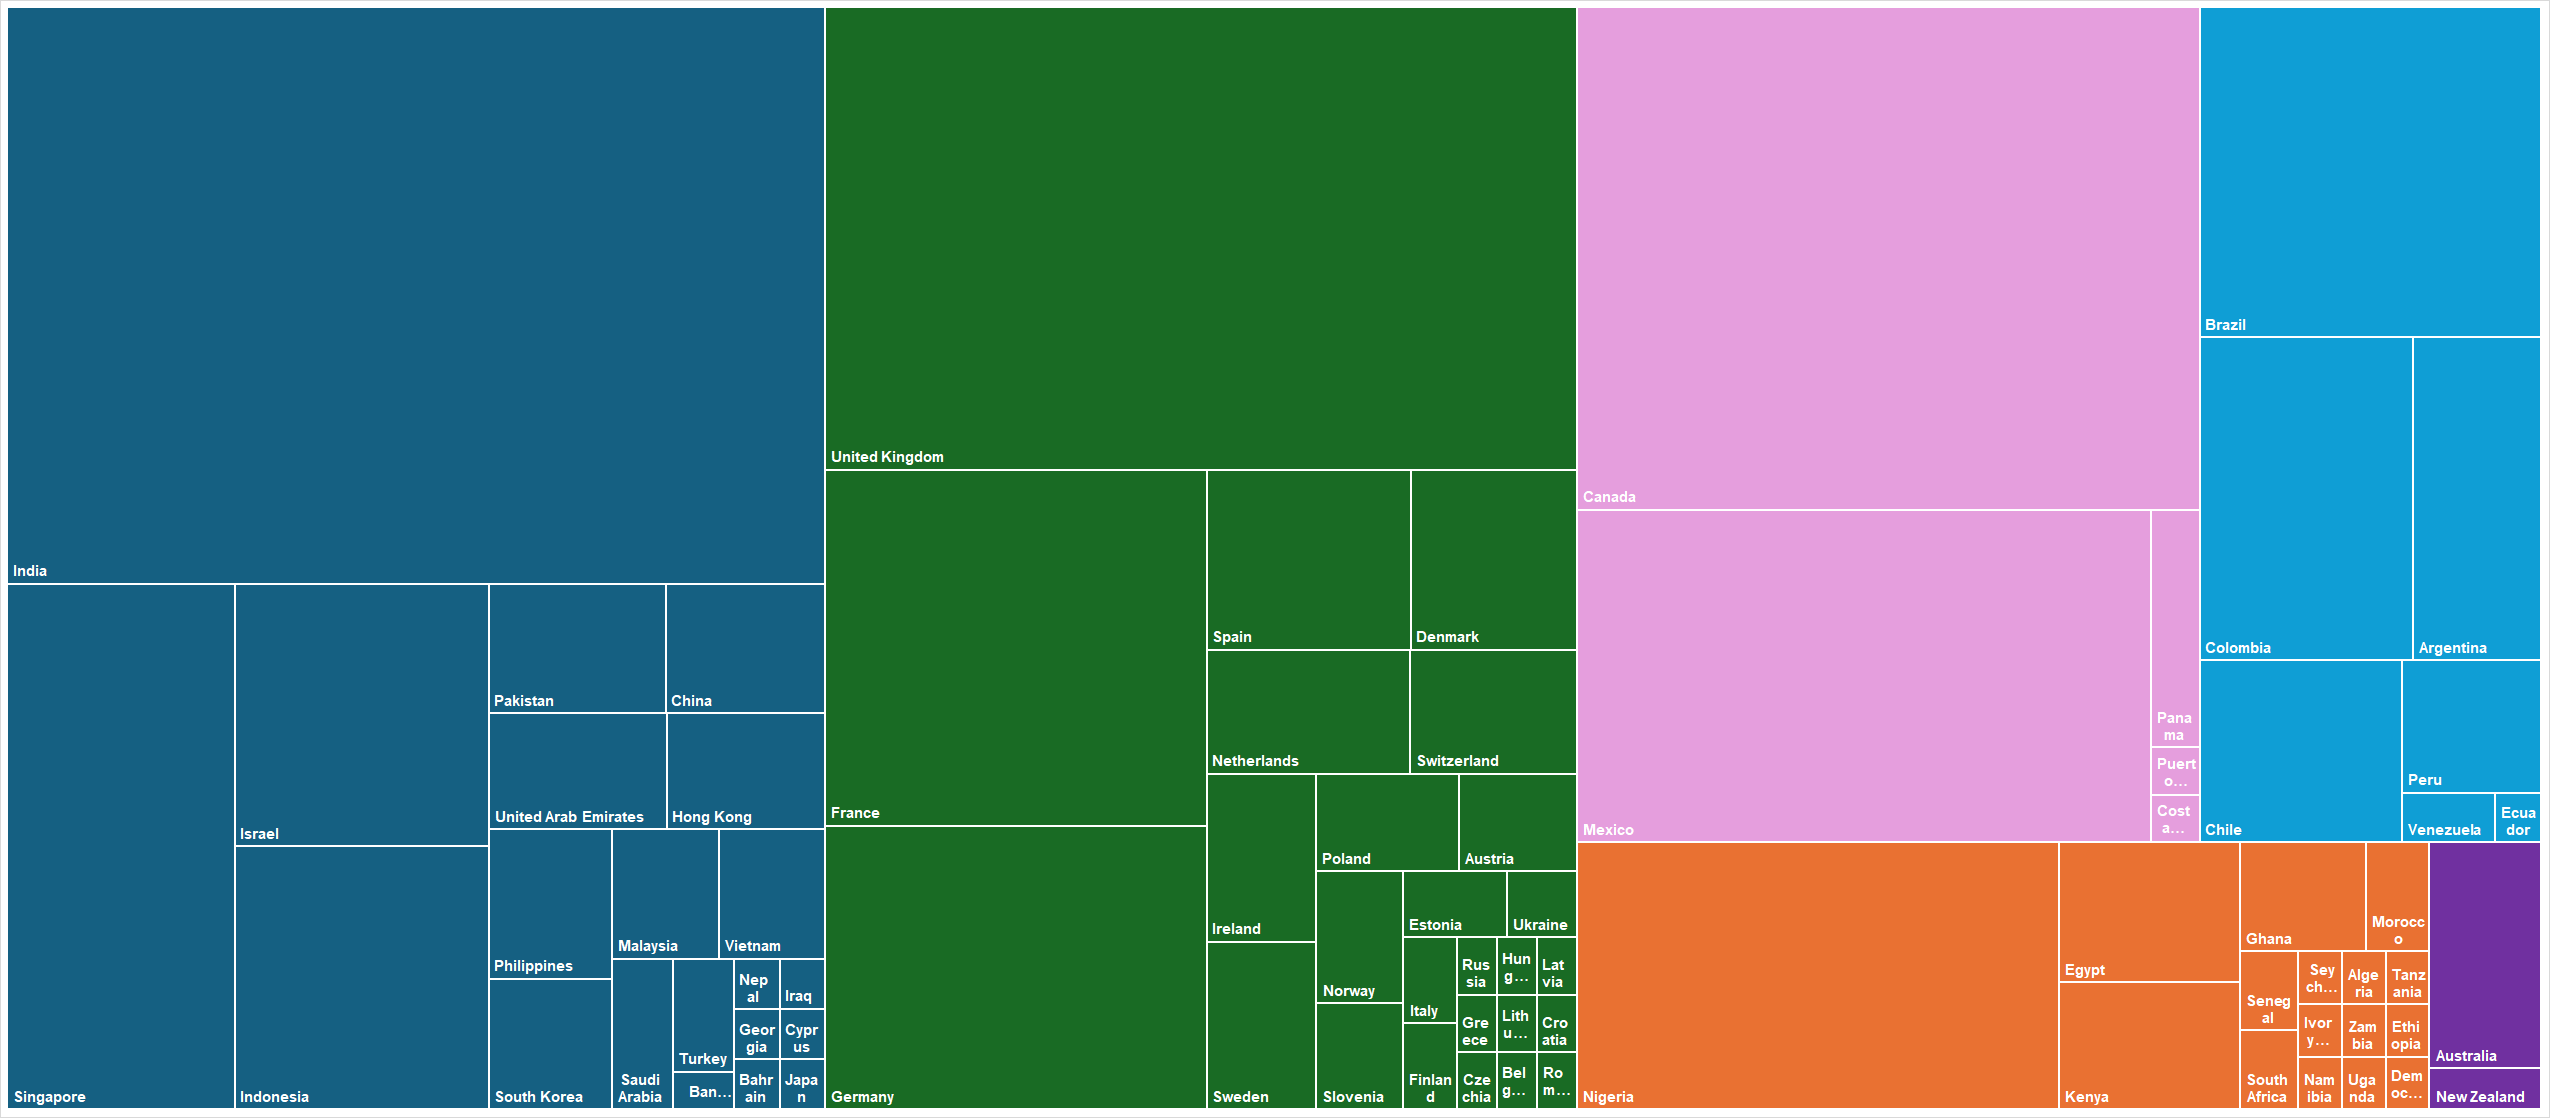 India
Singapore
Israel
Indonesia
Pakistan
China
United Arab Emirates
Hong Kong
Philippines
South Korea
Malaysia
Vietnam
Saudi
Arabia
Turkey
Ban...
Nep
al
Iraq
Geor
gia
Cypr
us
Bahr
ain
Japa
n
United Kingdom
France
Germany
Spain
Denmark
Netherlands
Switzerland
Ireland
Sweden
Poland
Austria
Norway
Slovenia
Estonia
Ukraine
Italy
Finlan
d
Rus
sia
Hun
g...
Lat
via
Gre
ece
Lith
u...
Cro
atia
Cze
chia
Bel
g...
Ro
m...
Canada
Mexico
Pana
ma
Puert
o...
Cost
a...
Brazil
Colombia
Argentina
Chile
Peru
Venezuela
Ecua
dor
Nigeria
Egypt
Kenya
Ghana
Morocc
o
Seneg
al
South
Africa
Sey
ch...
Alge
ria
Tanz
ania
Ivor
y...
Zam
bia
Ethi
opia
Nam
ibia
Uga
nda
Dem
oc...
Australia
New Zealand